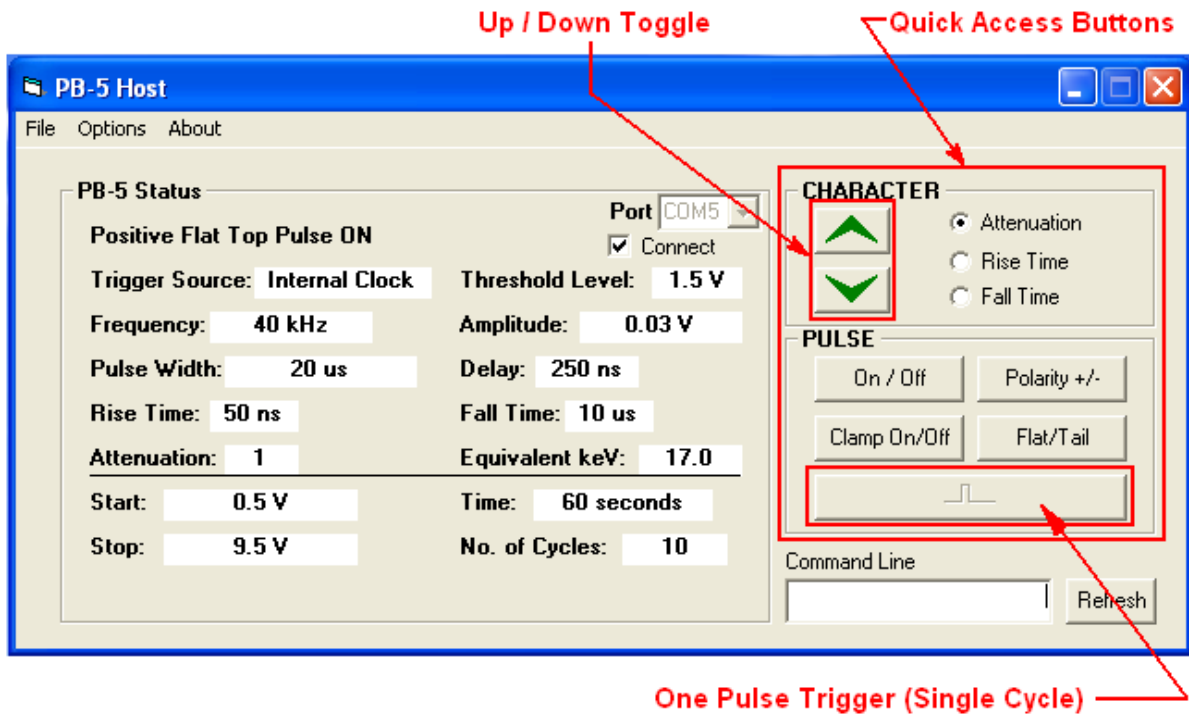 Up / Down Toggle
Quick Access Buttons
PB-5 Host
File Options About
PB-5 Status
Port COM5
Positive Flat Top Pulse ON
Connect
Trigger Source: Internal Clock
Threshold Level: 1.5 V
Frequency: 40 kHz
Amplitude: 0.03 V
Pulse Width: 20 us
Delay: 250 ns
Rise Time: 50 ns
Fall Time: 10 us
Attenuation: 1
Equivalent keV: 17.0
Start: 0.5 V
Time: 60 seconds
Stop: 9.5 V
No. of Cycles: 10
CHARACTER
Attenuation
Rise Time
Fall Time
PULSE
On / Off
Polarity +/-
Clamp On/Off
Flat/Tail
Command Line
Refresh
One Pulse Trigger (Single Cycle)